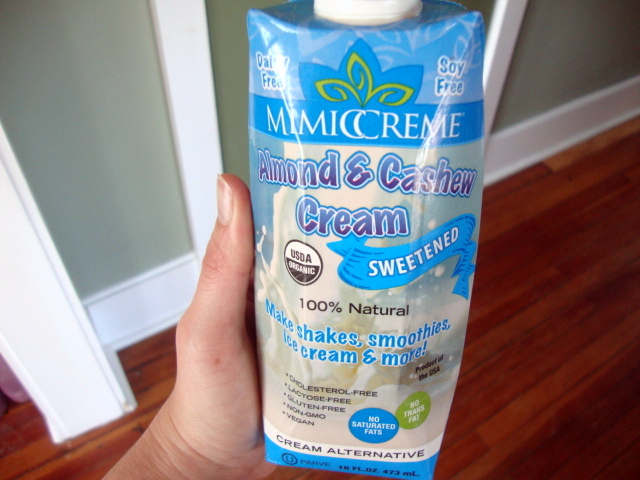 Dairy Free
Soy Free
MIMICCREME
Almond & Cashew
Cream
SWEETENED
USDA
ORGANIC
100% Natural
Make shakes, smoothies,
ice cream & more!
Product of
the USA
• CHOLESTEROL-FREE
• LACTOSE-FREE
• GLUTEN-FREE
• NON-GMO
• VEGAN
NO
SATURATED
FATS
NO
TRANS
FAT
CREAM ALTERNATIVE
U PARVE 16 FL.OZ. 473 mL.